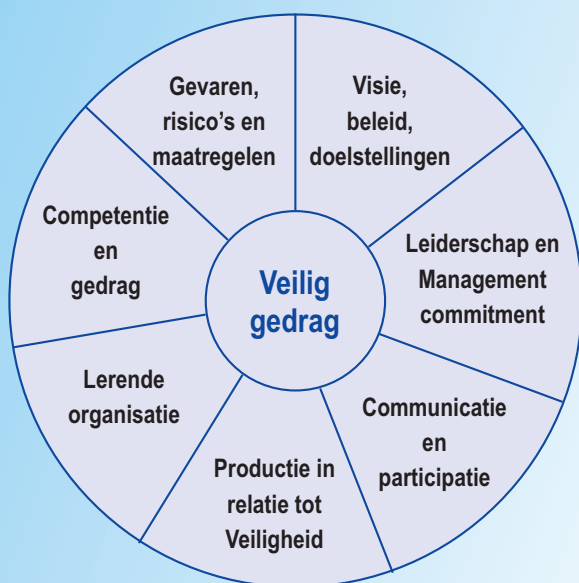 Gevaren,
risico's en
maatregelen
Visie,
beleid,
doelstellingen
Leiderschap en
Management
commitment
Communicatie
en
participatie
Productie in
relatie tot
Veiligheid
Lerende
organisatie
Competentie
en
gedrag
Veilig
gedrag